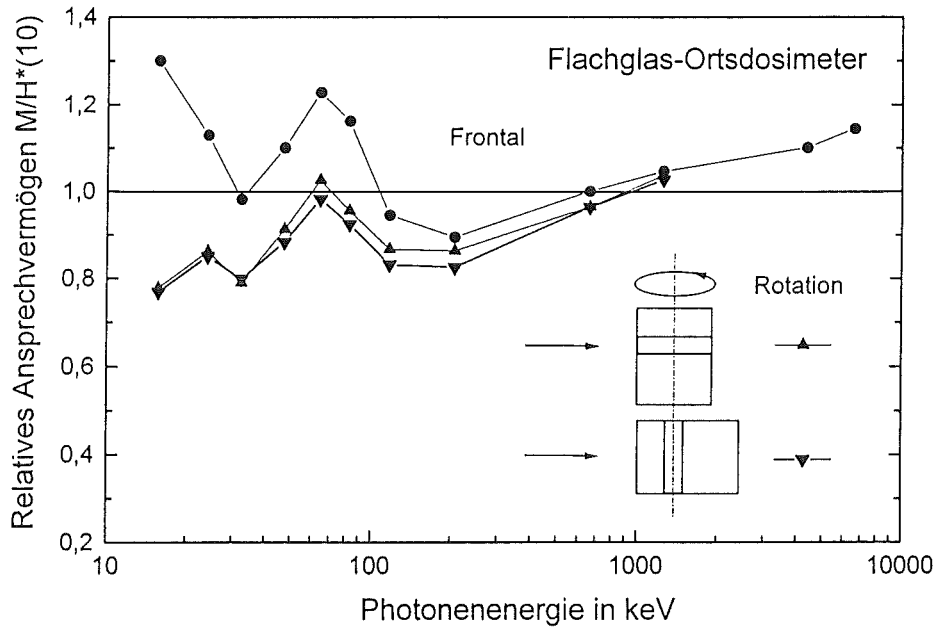 Flachglas-Ortsdosimeter
Frontal
Rotation
Relatives Ansprechvermögen M/H*(10)
1,4
1,2
1,0
0,8
0,6
0,4
0,2
10
100
1000
10000
Photonenenergie in keV